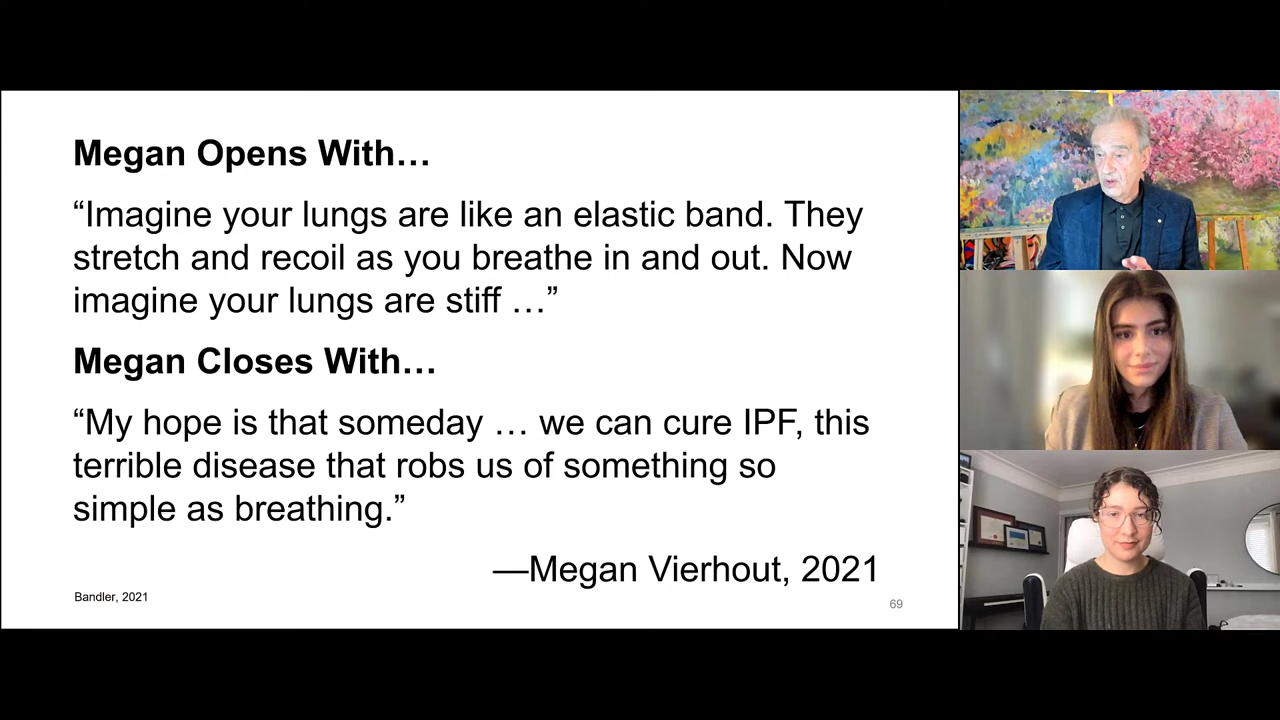 Megan Opens With…
“Imagine your lungs are like an elastic band. They
stretch and recoil as you breathe in and out. Now
imagine your lungs are stiff …”
Megan Closes With…
“My hope is that someday … we can cure IPF, this
terrible disease that robs us of something so
simple as breathing.”
—Megan Vierhout, 2021
Bandler, 2021
69